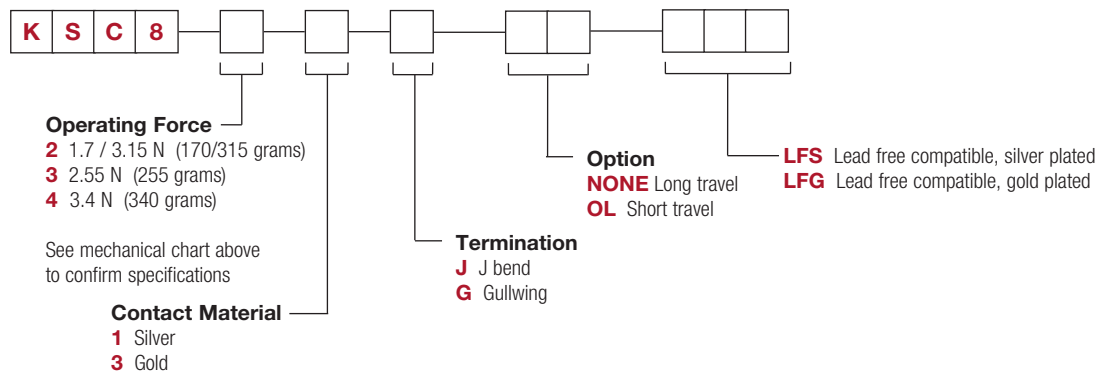 K S C 8
Operating Force
2 1.7 / 3.15 N (170/315 grams)
3 2.55 N (255 grams)
4 3.4 N (340 grams)
See mechanical chart above
to confirm specifications
Contact Material
1 Silver
3 Gold
Termination
J J bend
G Gullwing
Option
NONE Long travel
OL Short travel
LFS Lead free compatible, silver plated
LFG Lead free compatible, gold plated